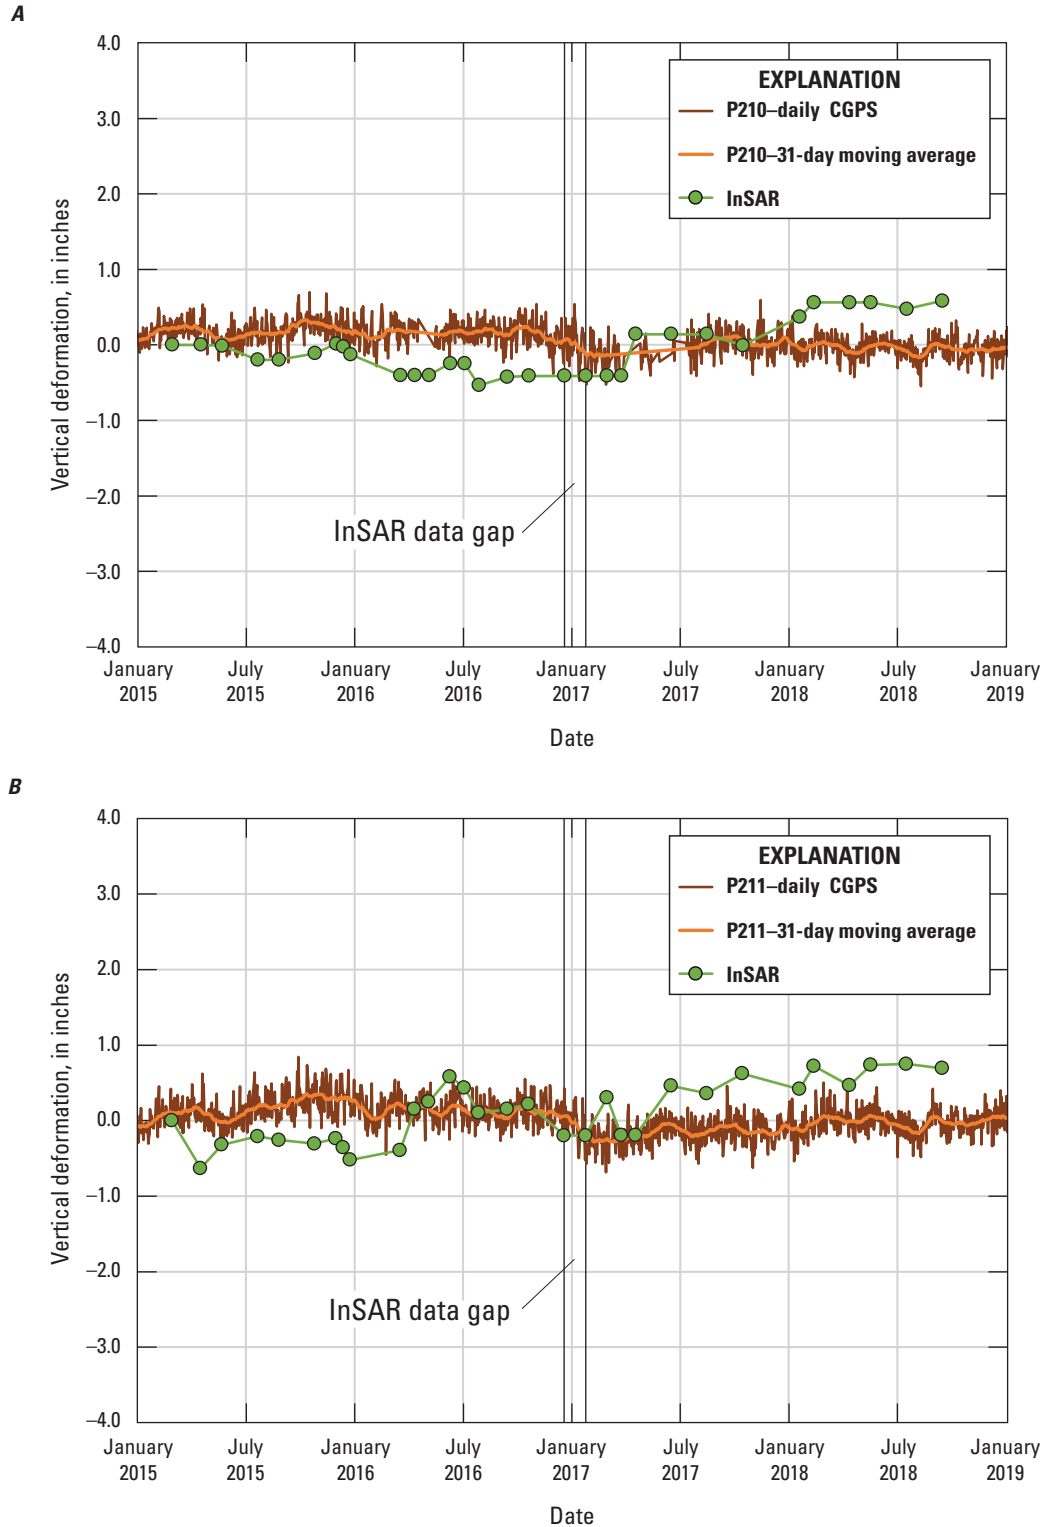 A
4.0
3.0
2.0
1.0
0.0
–1.0
–2.0
–3.0
–4.0
Vertical deformation, in inches
EXPLANATION
P210–daily CGPS
P210–31-day moving average
InSAR
InSAR data gap
January 2015
July 2015
January 2016
July 2016
January 2017
July 2017
January 2018
July 2018
January 2019
Date
B
4.0
3.0
2.0
1.0
0.0
–1.0
–2.0
–3.0
–4.0
Vertical deformation, in inches
EXPLANATION
P211–daily CGPS
P211–31-day moving average
InSAR
InSAR data gap
January 2015
July 2015
January 2016
July 2016
January 2017
July 2017
January 2018
July 2018
January 2019
Date